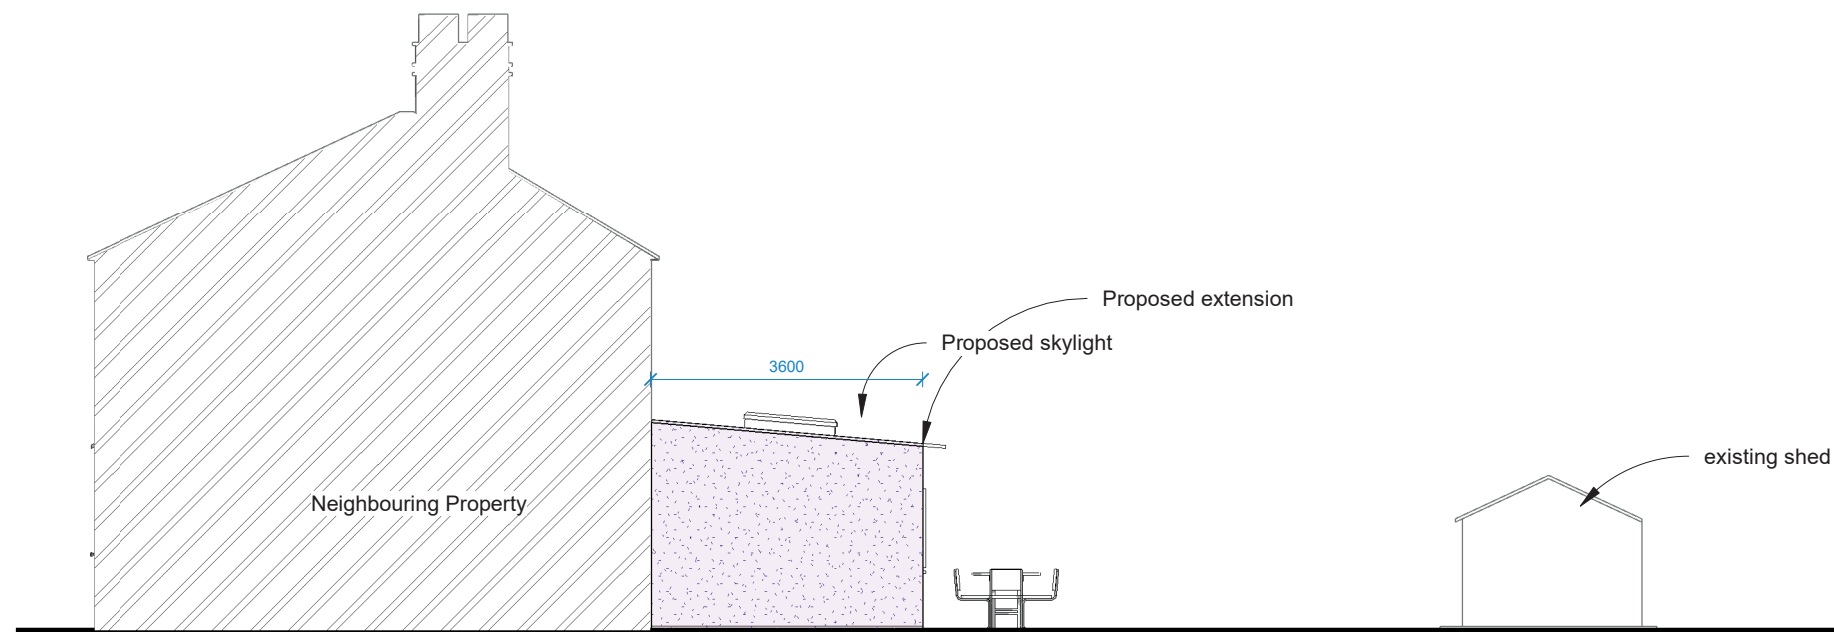 Proposed extension
Proposed skylight
3600
existing shed
Neighbouring Property